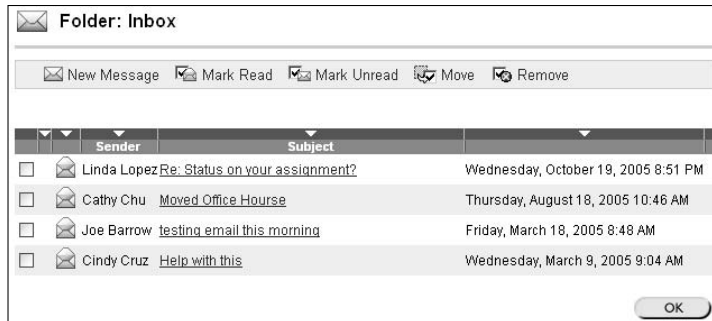 Folder: Inbox
New Message Mark Read Mark Unread Move Remove
Sender Subject
Linda Lopez Re: Status on your assignment? Wednesday, October 19, 2005 8:51 PM
Cathy Chu Moved Office Hourse Thursday, August 18, 2005 10:46 AM
Joe Barrow testing email this morning Friday, March 18, 2005 8:48 AM
Cindy Cruz Help with this Wednesday, March 9, 2005 9:04 AM
OK